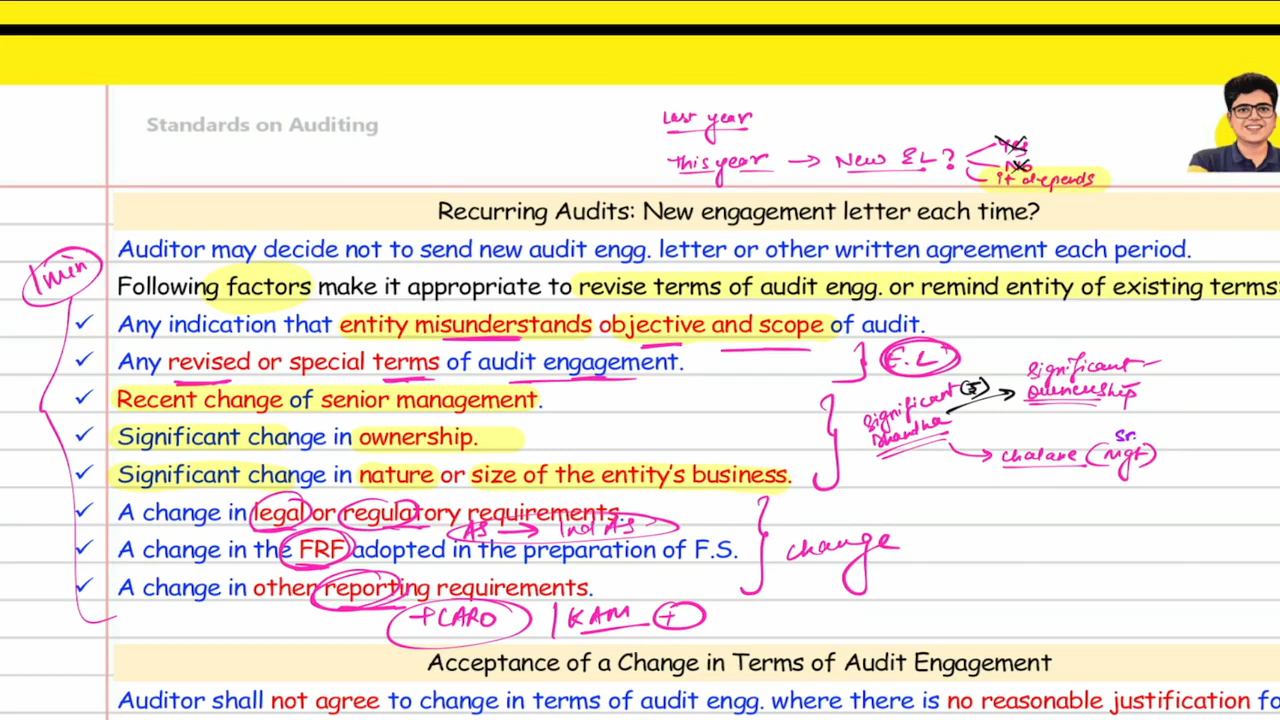 Standards on Auditing
Last year
This year → New EL?
Yes
No
it depends
Recurring Audits: New engagement letter each time?
Auditor may decide not to send new audit engg. letter or other written agreement each period.
1 min
Following factors make it appropriate to revise terms of audit engg. or remind entity of existing terms:
✓ Any indication that entity misunderstands objective and scope of audit.
✓ Any revised or special terms of audit engagement.
E.L
✓ Recent change of senior management.
✓ Significant change in ownership.
✓ Significant change in nature or size of the entity's business.
Significant
Dhandha
Significant
ownership
chalane (Sr. Mgt)
✓ A change in legal or regulatory requirements.
AS → Ind AS
✓ A change in the FRF adopted in the preparation of F.S.
change
✓ A change in other reporting requirements.
+ CARO | KAM +
Acceptance of a Change in Terms of Audit Engagement
Auditor shall not agree to change in terms of audit engg. where there is no reasonable justification